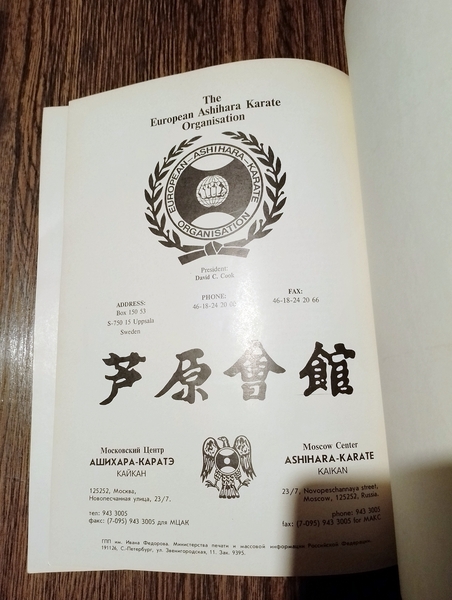 The
European Ashihara Karate
Organisation
EUROPEAN-ASHIHARA-KARATE
ORGANISATION
President:
David C. Cook
ADDRESS:
Box 150 53
S-750 15 Uppsala
Sweden
PHONE:
46-18-24 20
FAX:
46-18-24 20 66
芦原會館
Московский Центр
АШИХАРА-КАРАТЭ
КАЙКАН
125252, Москва,
Новопесчанная улица, 23/7.
тел: 943 3005
факс: (7-095) 943 3005 для МЦАК
Moscow Center
ASHIHARA-KARATE
KAIKAN
23/7, Novopeschannaya street,
Moscow, 125252, Russia.
phone: 943 3005
fax: (7-095) 943 3005 for MARC
ГПП им. Ивана Федорова. Министерства печати и массовой информации Российской Федерации.
191126, С.-Петербург, ул. Звенигородская, 11. Зак. 9395.